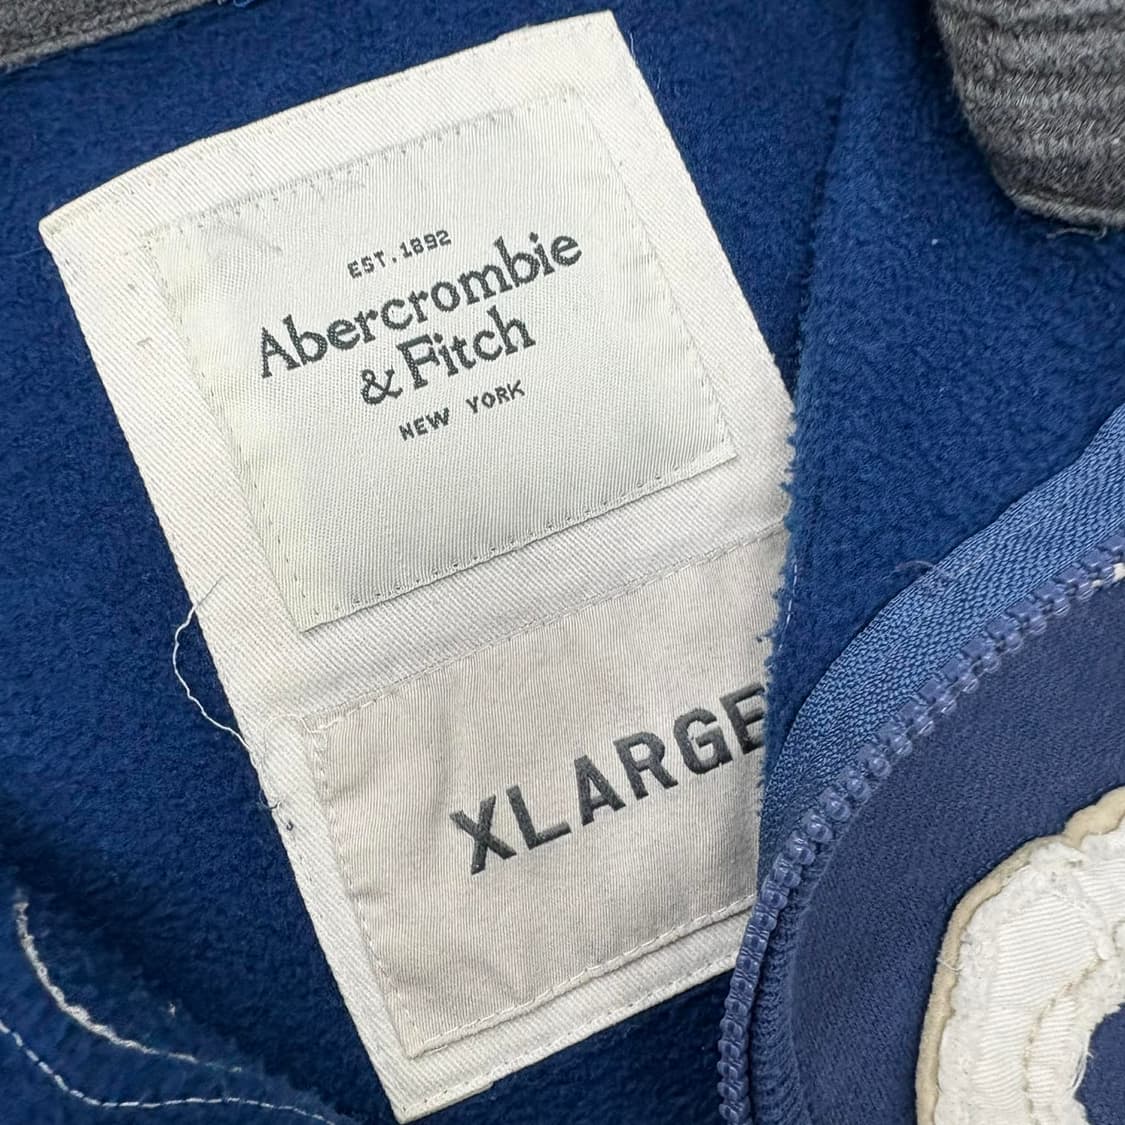 EST.1892
Abercrombie
& Fitch
NEW YORK
XLARGE